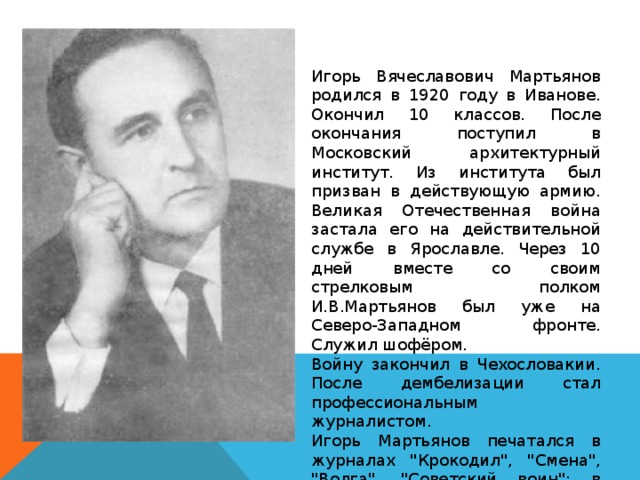 Игорь Вячеславович Мартьянов
родился в 1920 году в Иванове.
Окончил 10 классов. После
окончания поступил в
Московский архитектурный
институт. Из института был
призван в действующую армию.
Великая Отечественная война
застала его на действительной
службе в Ярославле. Через 10
дней вместе со своим
стрелковым полком
И.В.Мартьянов был уже на
Северо-Западном фронте.
Служил шофёром.
Войну закончил в Чехословакии.
После дембелизации стал
профессиональным
журналистом.
Игорь Мартьянов печатался в
журналах "Крокодил", "Смена",
"Волга", "Советский воин"; в